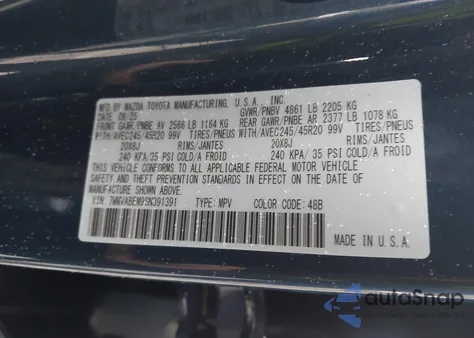 MFD BY MAZDA TOYOTA MANUFACTURING, U.S.A., INC.
DATE 09/25 GVWR/PNBV 4861 LB 2205 KG
FRONT GAWR/PNBE AV 2566 LB 1164 KG REAR GAWR/PNBE AR 2377 LB 1078 KG
WITH/AVEC245/45R20 99V TIRES/PNEUS WITH/AVEC245/45R20 99V TIRES/PNEUS
20X8J RIMS/JANTES 20X8J RIMS/JANTES
240 KPA/35 PSI COLD/A FROID 240 KPA/ 35 PSI COLD/A FROID
THIS VEHICLE CONFORMS TO ALL APPLICABLE FEDERAL MOTOR VEHICLE
SAFETY AND THEFT PREVENTION STANDARDS IN EFFECT ON THE DATE OF
MANUFACTURE SHOWN ABOVE.
VIN: 7MMVABEM9SN391391 TYPE: MPV COLOR CODE: 48B
MADE IN U.S.A.
autoSnap